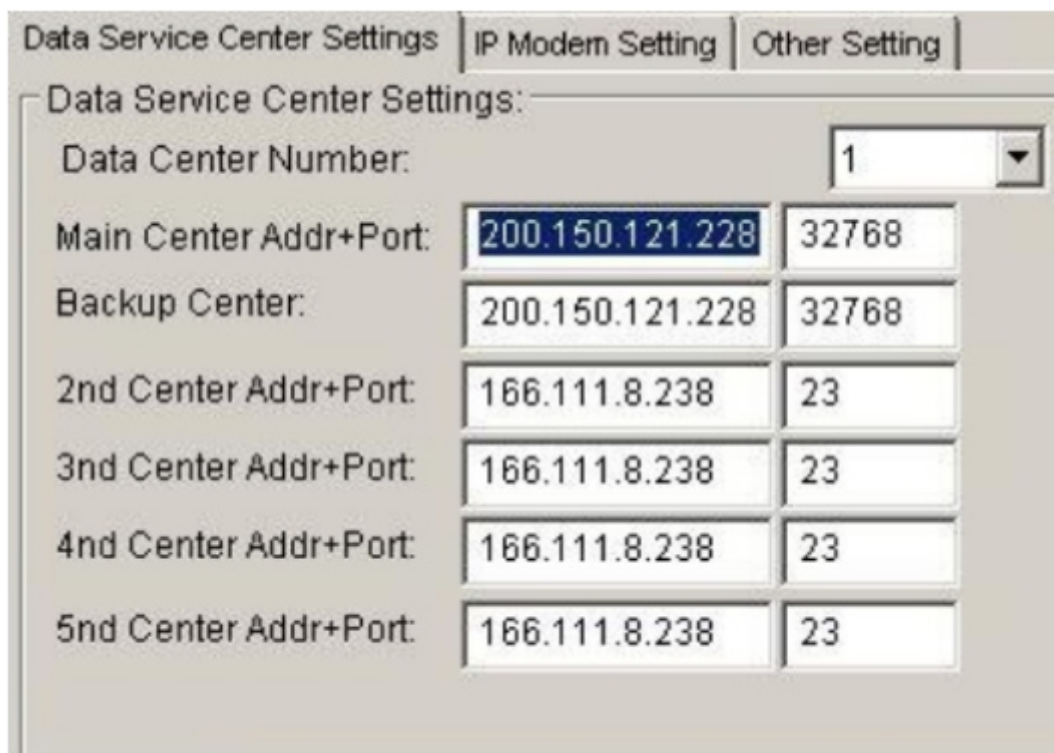 Data Service Center Settings IP Modem Setting Other Setting
Data Service Center Settings:
Data Center Number: 1
Main Center Addr+Port: 200.150.121.228 32768
Backup Center: 200.150.121.228 32768
2nd Center Addr+Port: 166.111.8.238 23
3nd Center Addr+Port: 166.111.8.238 23
4nd Center Addr+Port: 166.111.8.238 23
5nd Center Addr+Port: 166.111.8.238 23